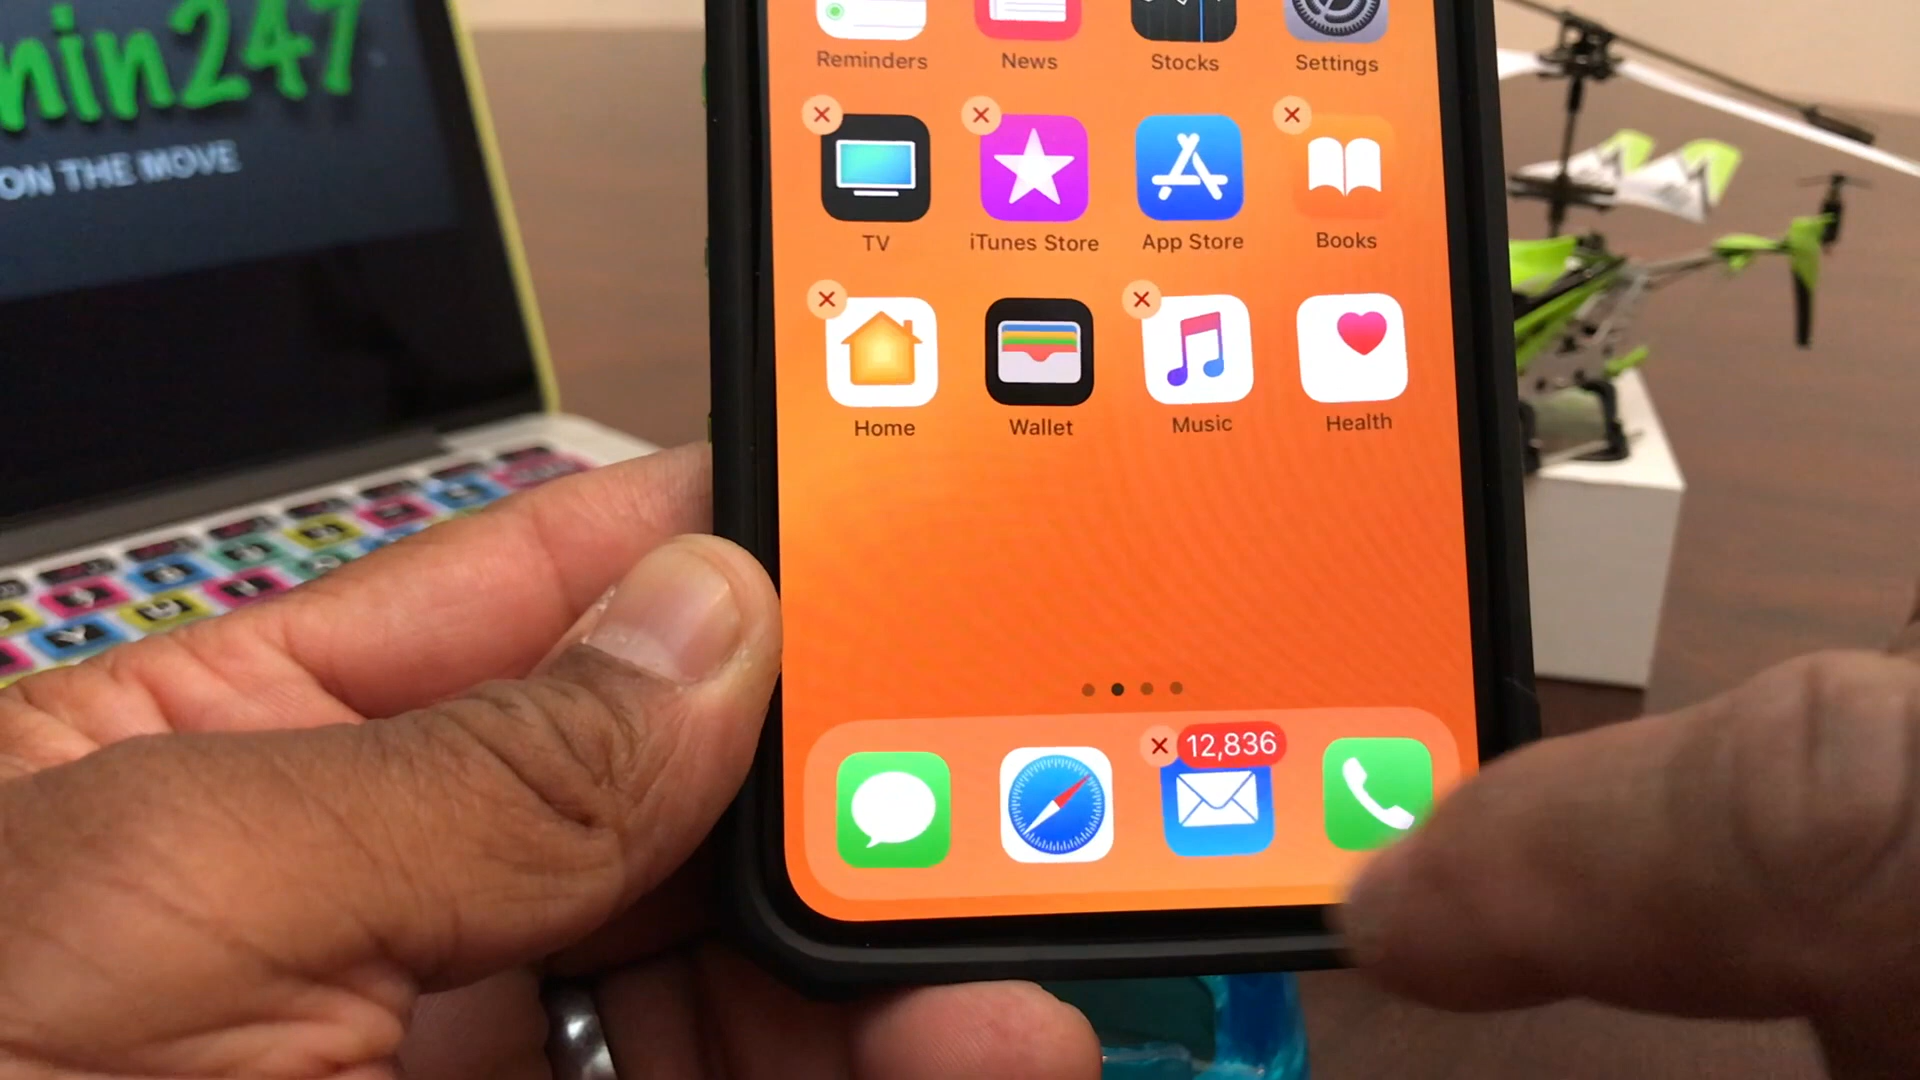 min247
ON THE MOVE
Reminders News Stocks Settings
TV iTunes Store App Store Books
Home Wallet Music Health
12,836